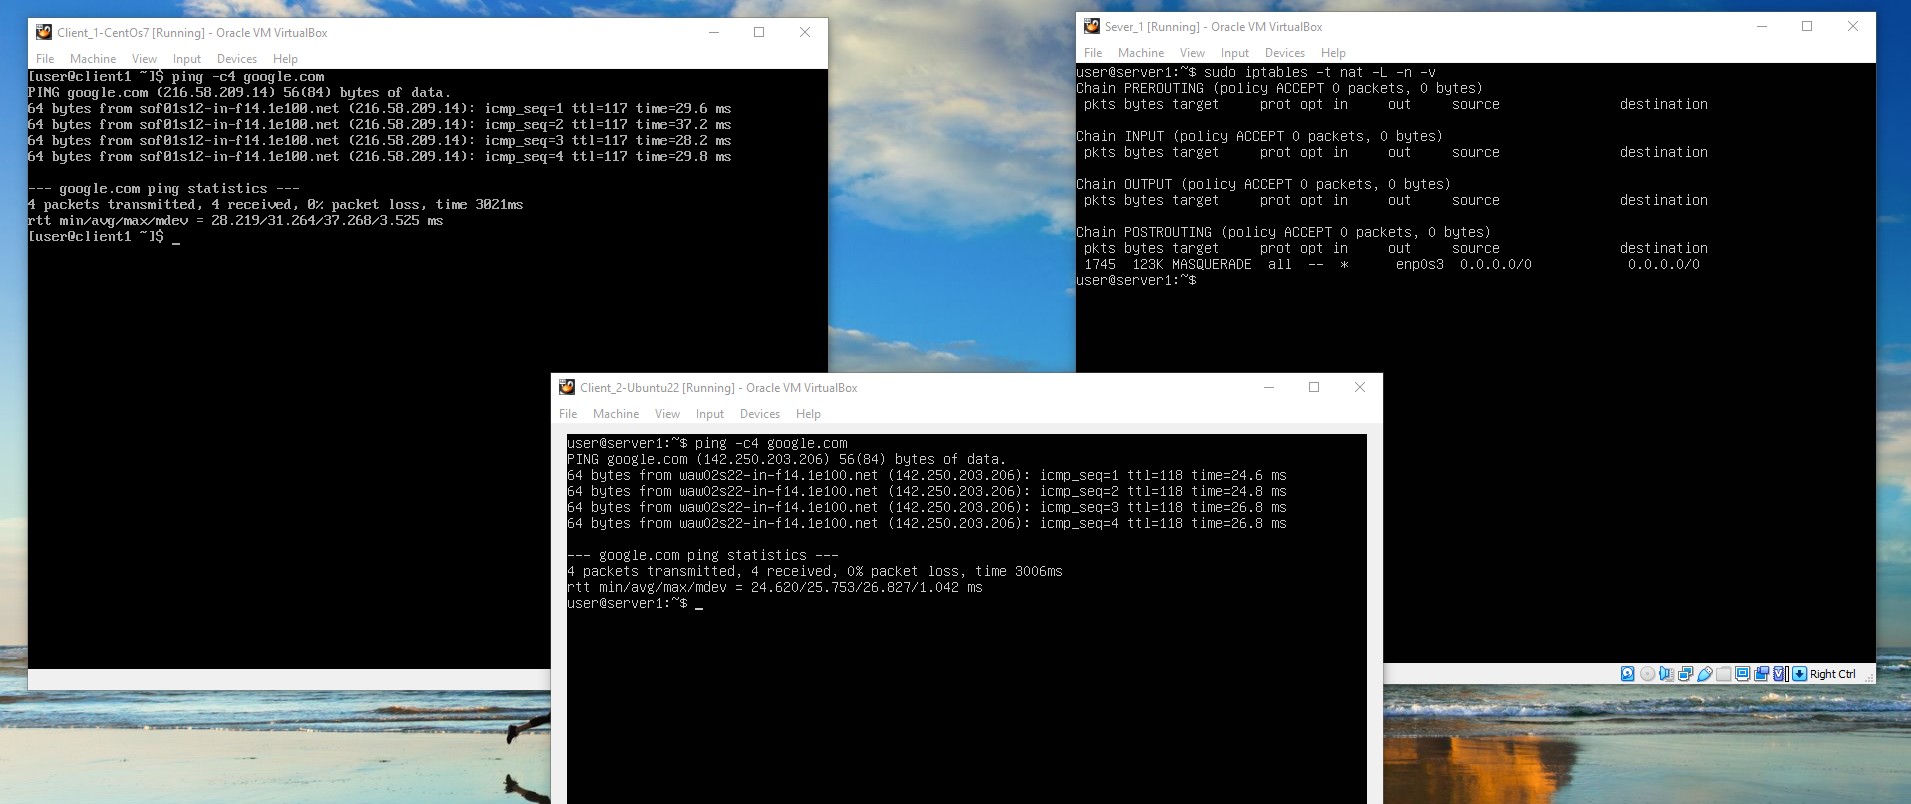 Client_1-CentOs7 [Running] - Oracle VM VirtualBox
File Machine View Input Devices Help
[user@client1 ~]$ ping -c4 google.com
PING google.com (216.58.209.14) 56(84) bytes of data.
64 bytes from sof01s12-in-f14.1e100.net (216.58.209.14): icmp_seq=1 ttl=117 time=29.6 ms
64 bytes from sof01s12-in-f14.1e100.net (216.58.209.14): icmp_seq=2 ttl=117 time=37.2 ms
64 bytes from sof01s12-in-f14.1e100.net (216.58.209.14): icmp_seq=3 ttl=117 time=28.2 ms
64 bytes from sof01s12-in-f14.1e100.net (216.58.209.14): icmp_seq=4 ttl=117 time=29.8 ms
--- google.com ping statistics ---
4 packets transmitted, 4 received, 0% packet loss, time 3021ms
rtt min/avg/max/mdev = 28.219/31.264/37.268/3.525 ms
[user@client1 ~]$ _
Sever_1 [Running] - Oracle VM VirtualBox
File Machine View Input Devices Help
user@server1:~$ sudo iptables -t nat -L -n -v
Chain PREROUTING (policy ACCEPT 0 packets, 0 bytes)
pkts bytes target prot opt in out source destination
Chain INPUT (policy ACCEPT 0 packets, 0 bytes)
pkts bytes target prot opt in out source destination
Chain OUTPUT (policy ACCEPT 0 packets, 0 bytes)
pkts bytes target prot opt in out source destination
Chain POSTROUTING (policy ACCEPT 0 packets, 0 bytes)
pkts bytes target prot opt in out source destination
1745 123K MASQUERADE all -- * enp0s3 0.0.0.0/0 0.0.0.0/0
user@server1:~$
Right Ctrl
Client_2-Ubuntu22 [Running] - Oracle VM VirtualBox
File Machine View Input Devices Help
user@server1:~$ ping -c4 google.com
PING google.com (142.250.203.206) 56(84) bytes of data.
64 bytes from waw02s22-in-f14.1e100.net (142.250.203.206): icmp_seq=1 ttl=118 time=24.6 ms
64 bytes from waw02s22-in-f14.1e100.net (142.250.203.206): icmp_seq=2 ttl=118 time=24.8 ms
64 bytes from waw02s22-in-f14.1e100.net (142.250.203.206): icmp_seq=3 ttl=118 time=26.8 ms
64 bytes from waw02s22-in-f14.1e100.net (142.250.203.206): icmp_seq=4 ttl=118 time=26.8 ms
--- google.com ping statistics ---
4 packets transmitted, 4 received, 0% packet loss, time 3006ms
rtt min/avg/max/mdev = 24.620/25.753/26.827/1.042 ms
user@server1:~$ _